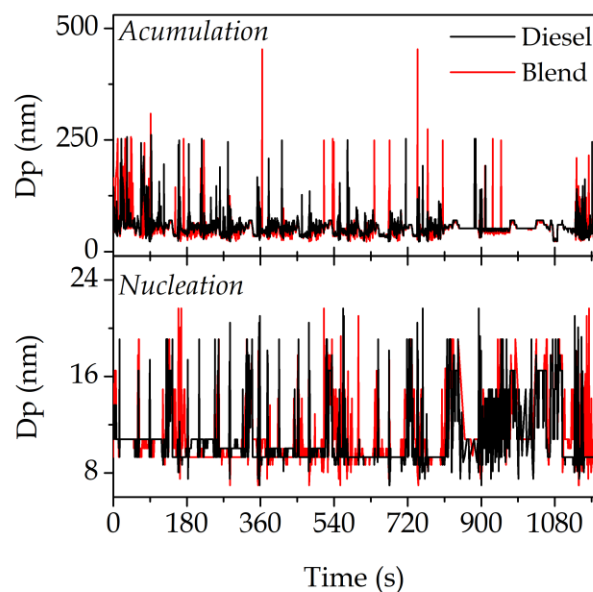 Acumulation
Diesel
Blend
Dp (nm)
500
250
0
Nucleation
Dp (nm)
24
16
8
0 180 360 540 720 900 1080
Time (s)